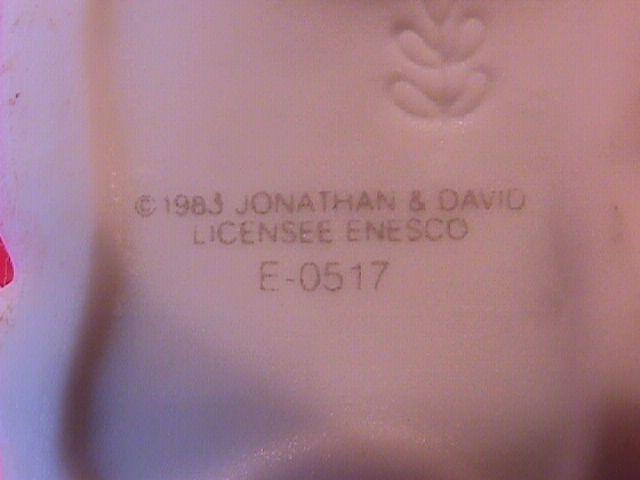 © 1983 JONATHAN & DAVID
LICENSEE ENESCO
E-0517